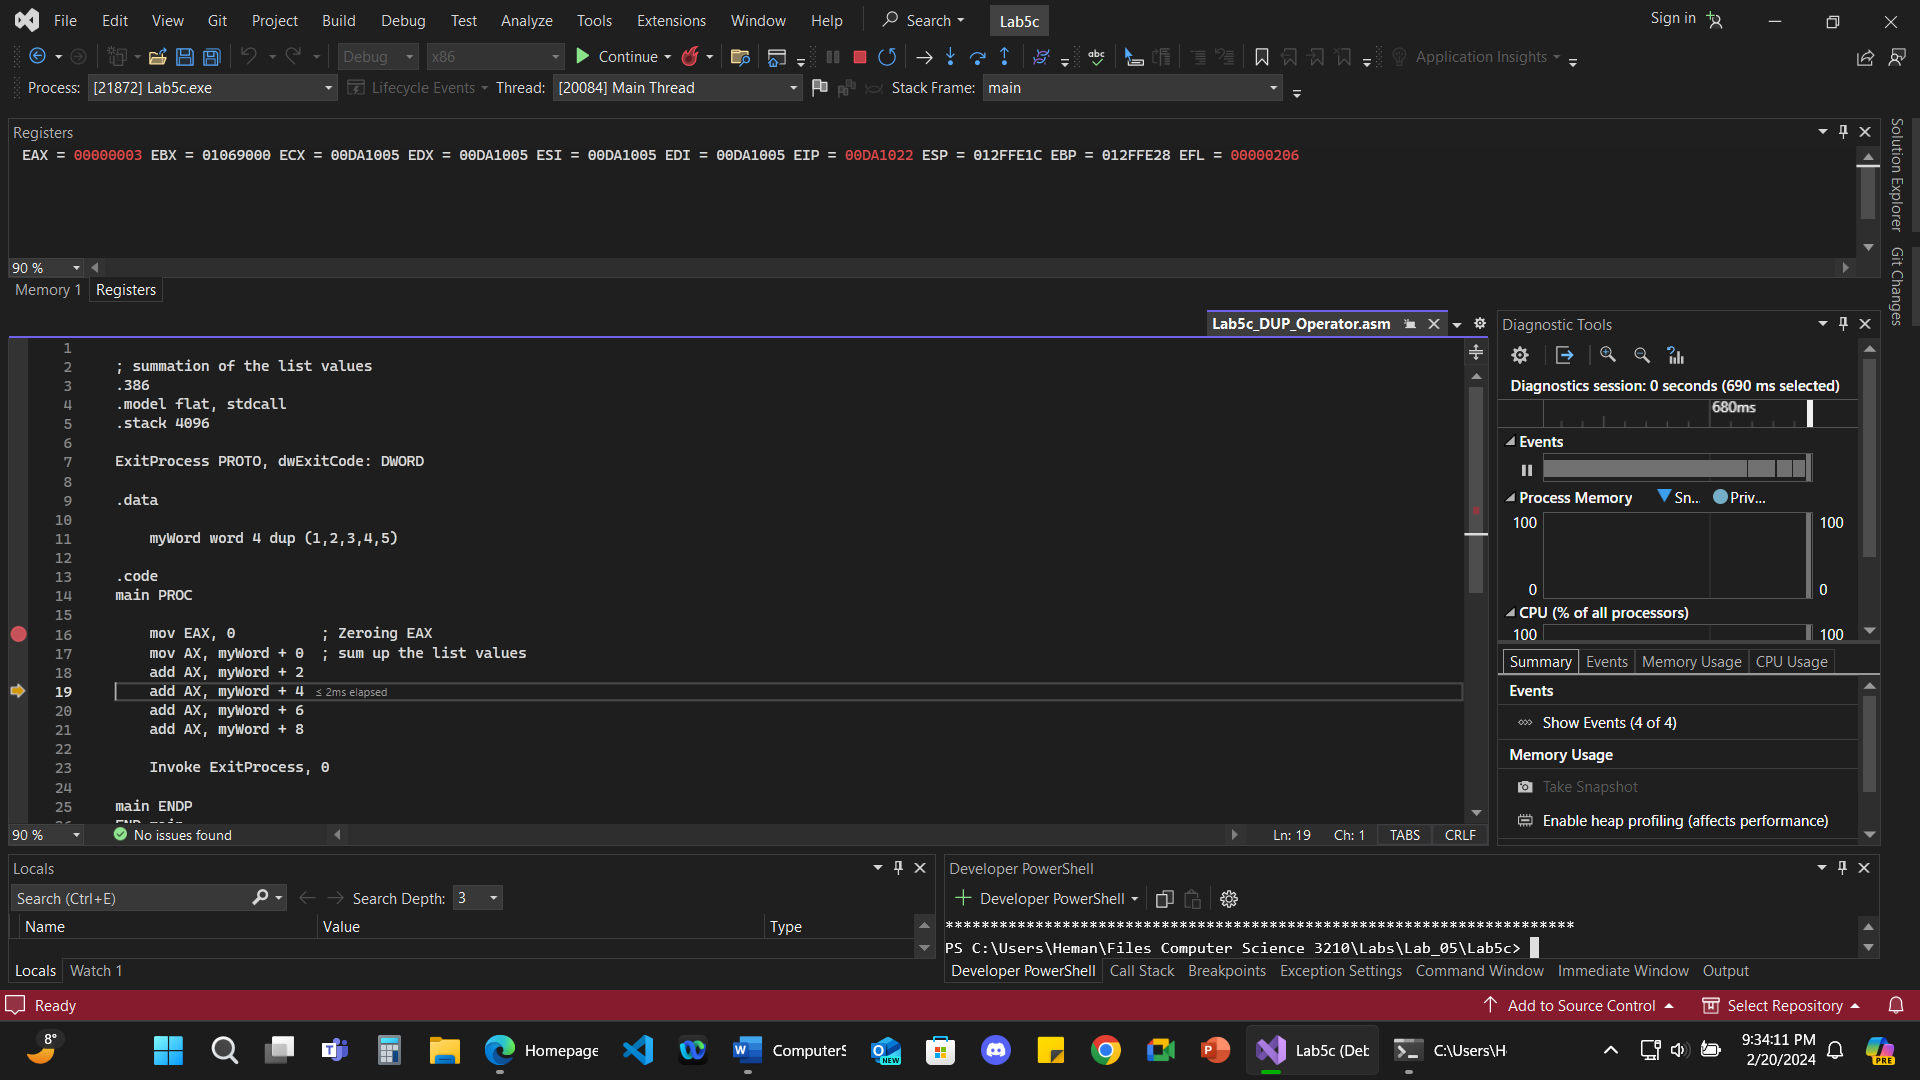 File Edit View Git Project Build Debug Test Analyze Tools Extensions Window Help Search Lab5c Sign in
Debug x86 Continue Application Insights
Process: [21872] Lab5c.exe Lifecycle Events Thread: [20084] Main Thread Stack Frame: main
Registers
EAX = 00000003 EBX = 01069000 ECX = 00DA1005 EDX = 00DA1005 ESI = 00DA1005 EDI = 00DA1005 EIP = 00DA1022 ESP = 012FFE1C EBP = 012FFE28 EFL = 00000206
90 %
Memory 1 Registers
Solution Explorer
Git Changes
Lab5c_DUP_Operator.asm
1
2 ; summation of the list values
3 .386
4 .model flat, stdcall
5 .stack 4096
6
7 ExitProcess PROTO, dwExitCode: DWORD
8
9 .data
10
11 myWord word 4 dup (1,2,3,4,5)
12
13 .code
14 main PROC
15
16 mov EAX, 0 ; Zeroing EAX
17 mov AX, myWord + 0 ; sum up the list values
18 add AX, myWord + 2
19 add AX, myWord + 4 ≤ 2ms elapsed
20 add AX, myWord + 6
21 add AX, myWord + 8
22
23 Invoke ExitProcess, 0
24
25 main ENDP
26 END main
90 % No issues found Ln: 19 Ch: 1 TABS CRLF
Diagnostic Tools
Diagnostics session: 0 seconds (690 ms selected)
680ms
Events
Process Memory Sn... Priv...
100 100
0 0
CPU (% of all processors)
100 100
Summary Events Memory Usage CPU Usage
Events
Show Events (4 of 4)
Memory Usage
Take Snapshot
Enable heap profiling (affects performance)
Locals
Search (Ctrl+E) Search Depth: 3
Name Value Type
Locals Watch 1
Developer PowerShell
Developer PowerShell
**********************************************************************
PS C:\Users\Heman\Files Computer Science 3210\Labs\Lab_05\Lab5c>
Developer PowerShell Call Stack Breakpoints Exception Settings Command Window Immediate Window Output
Ready Add to Source Control Select Repository
8° Homepage ComputerS NEW Lab5c (Deb C:\Users\H 9:34:11 PM PRE
2/20/2024